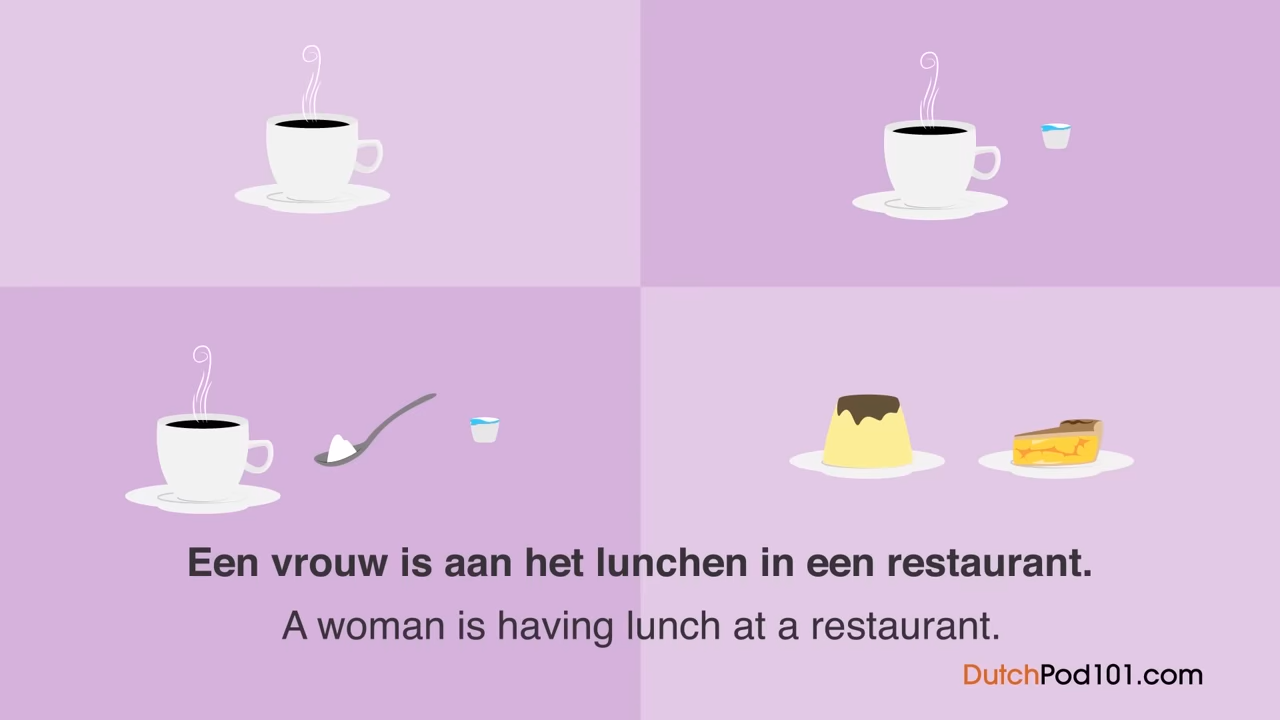 Een vrouw is aan het lunchen in een restaurant.
A woman is having lunch at a restaurant.
DutchPod101.com